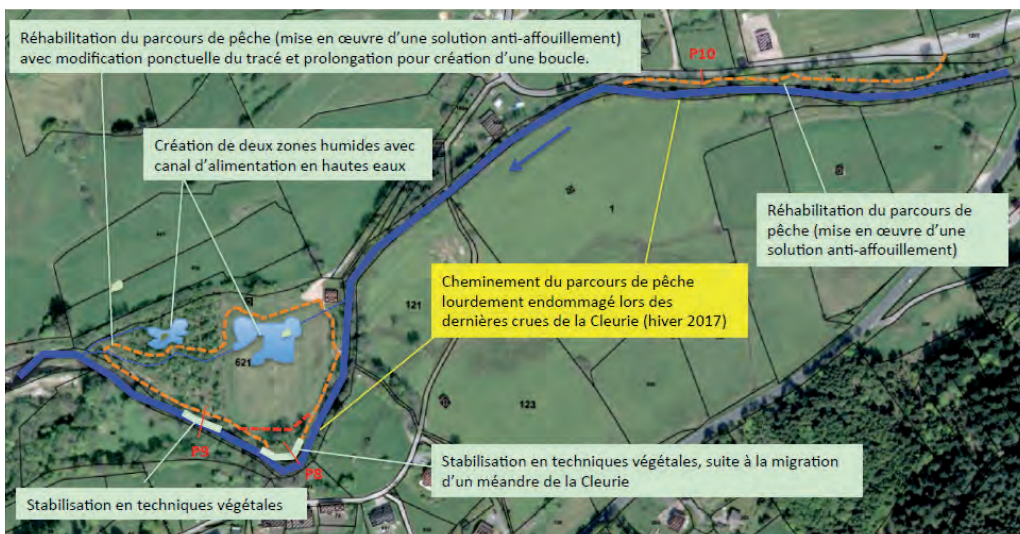 Réhabilitation du parcours de pêche (mise en œuvre d'une solution anti-affouillement)
avec modification ponctuelle du tracé et prolongation pour création d'une boucle.
P10
Création de deux zones humides avec
canal d'alimentation en hautes eaux
1
Réhabilitation du parcours de
pêche (mise en œuvre d'une
solution anti-affouillement)
Cheminement du parcours de pêche
lourdement endommagé lors des
dernières crues de la Cleurie (hiver 2017)
121
621
123
P9
P8
Stabilisation en techniques végétales, suite à la migration
d'un méandre de la Cleurie
Stabilisation en techniques végétales